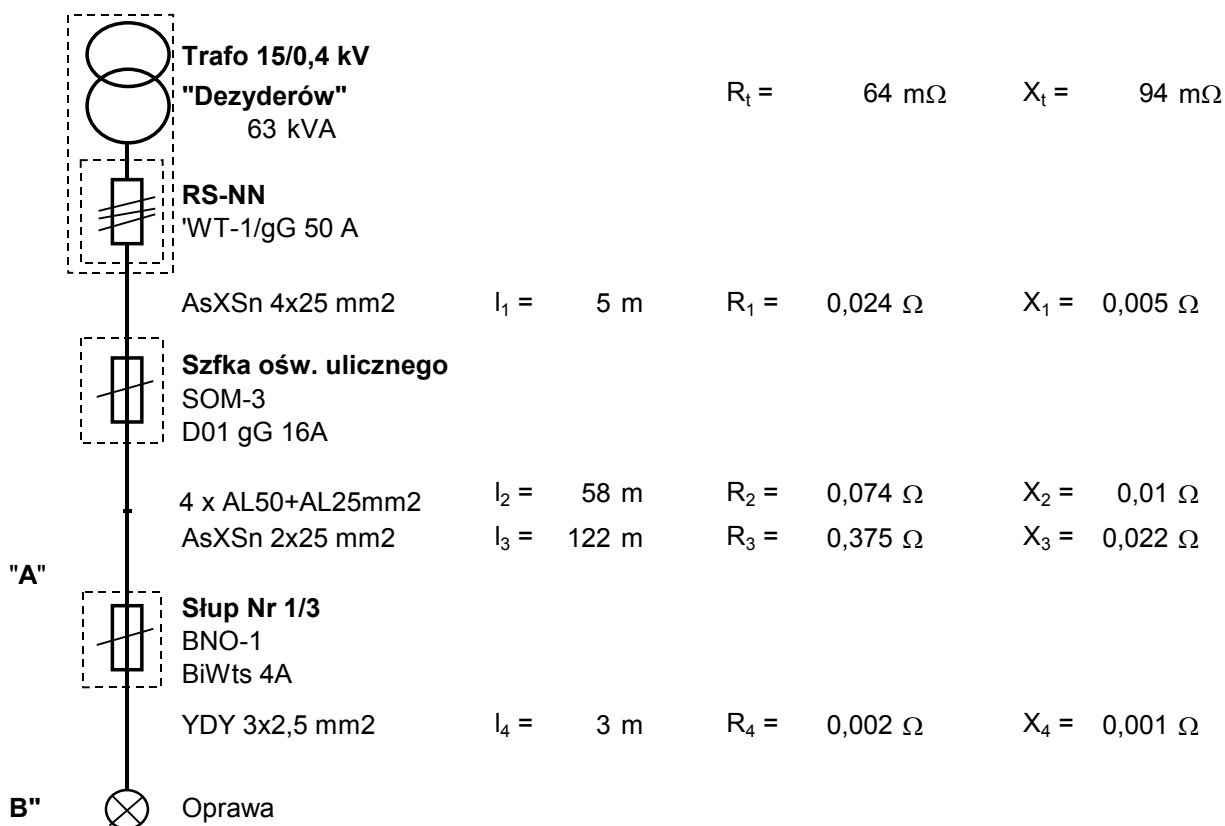 Trafo 15/0,4 kV
"Dezyderów" Rt = 64 mΩ Xt = 94 mΩ
63 kVA
RS-NN
'WT-1/gG 50 A
AsXSn 4x25 mm2 l1 = 5 m R1 = 0,024 Ω X1 = 0,005 Ω
Szfka ośw. ulicznego
SOM-3
D01 gG 16A
4 x AL50+AL25mm2 l2 = 58 m R2 = 0,074 Ω X2 = 0,01 Ω
AsXSn 2x25 mm2 l3 = 122 m R3 = 0,375 Ω X3 = 0,022 Ω
"A"
Słup Nr 1/3
BNO-1
BiWts 4A
YDY 3x2,5 mm2 l4 = 3 m R4 = 0,002 Ω X4 = 0,001 Ω
B" Oprawa